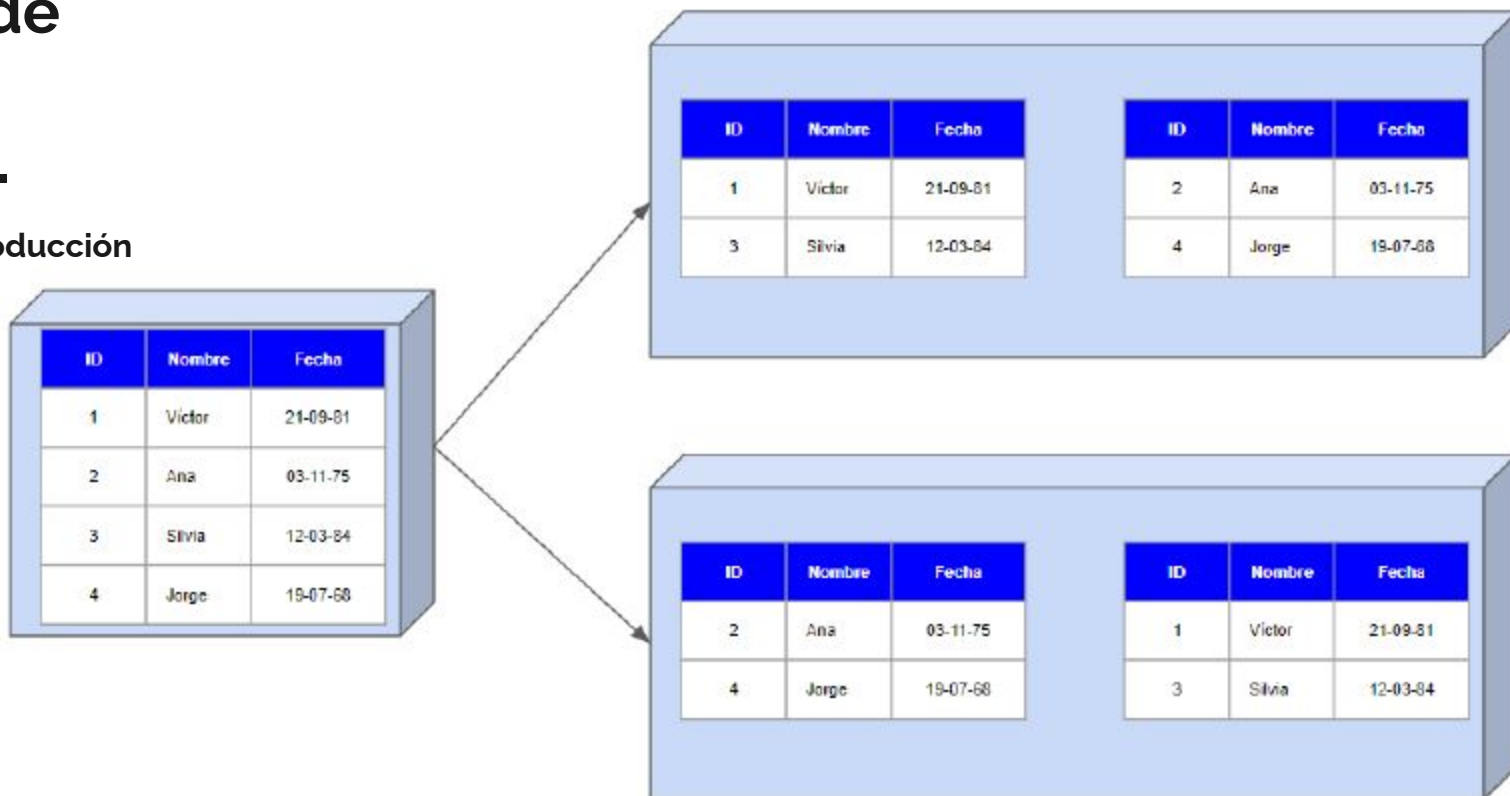 de
oducción
ID Nombre Fecha
1 Víctor 21-09-81
2 Ana 03-11-75
3 Silvia 12-03-84
4 Jorge 19-07-68
ID Nombre Fecha
1 Víctor 21-09-81
3 Silvia 12-03-84
ID Nombre Fecha
2 Ana 03-11-75
4 Jorge 19-07-68
ID Nombre Fecha
2 Ana 03-11-75
4 Jorge 19-07-68
ID Nombre Fecha
1 Víctor 21-09-81
3 Silvia 12-03-84